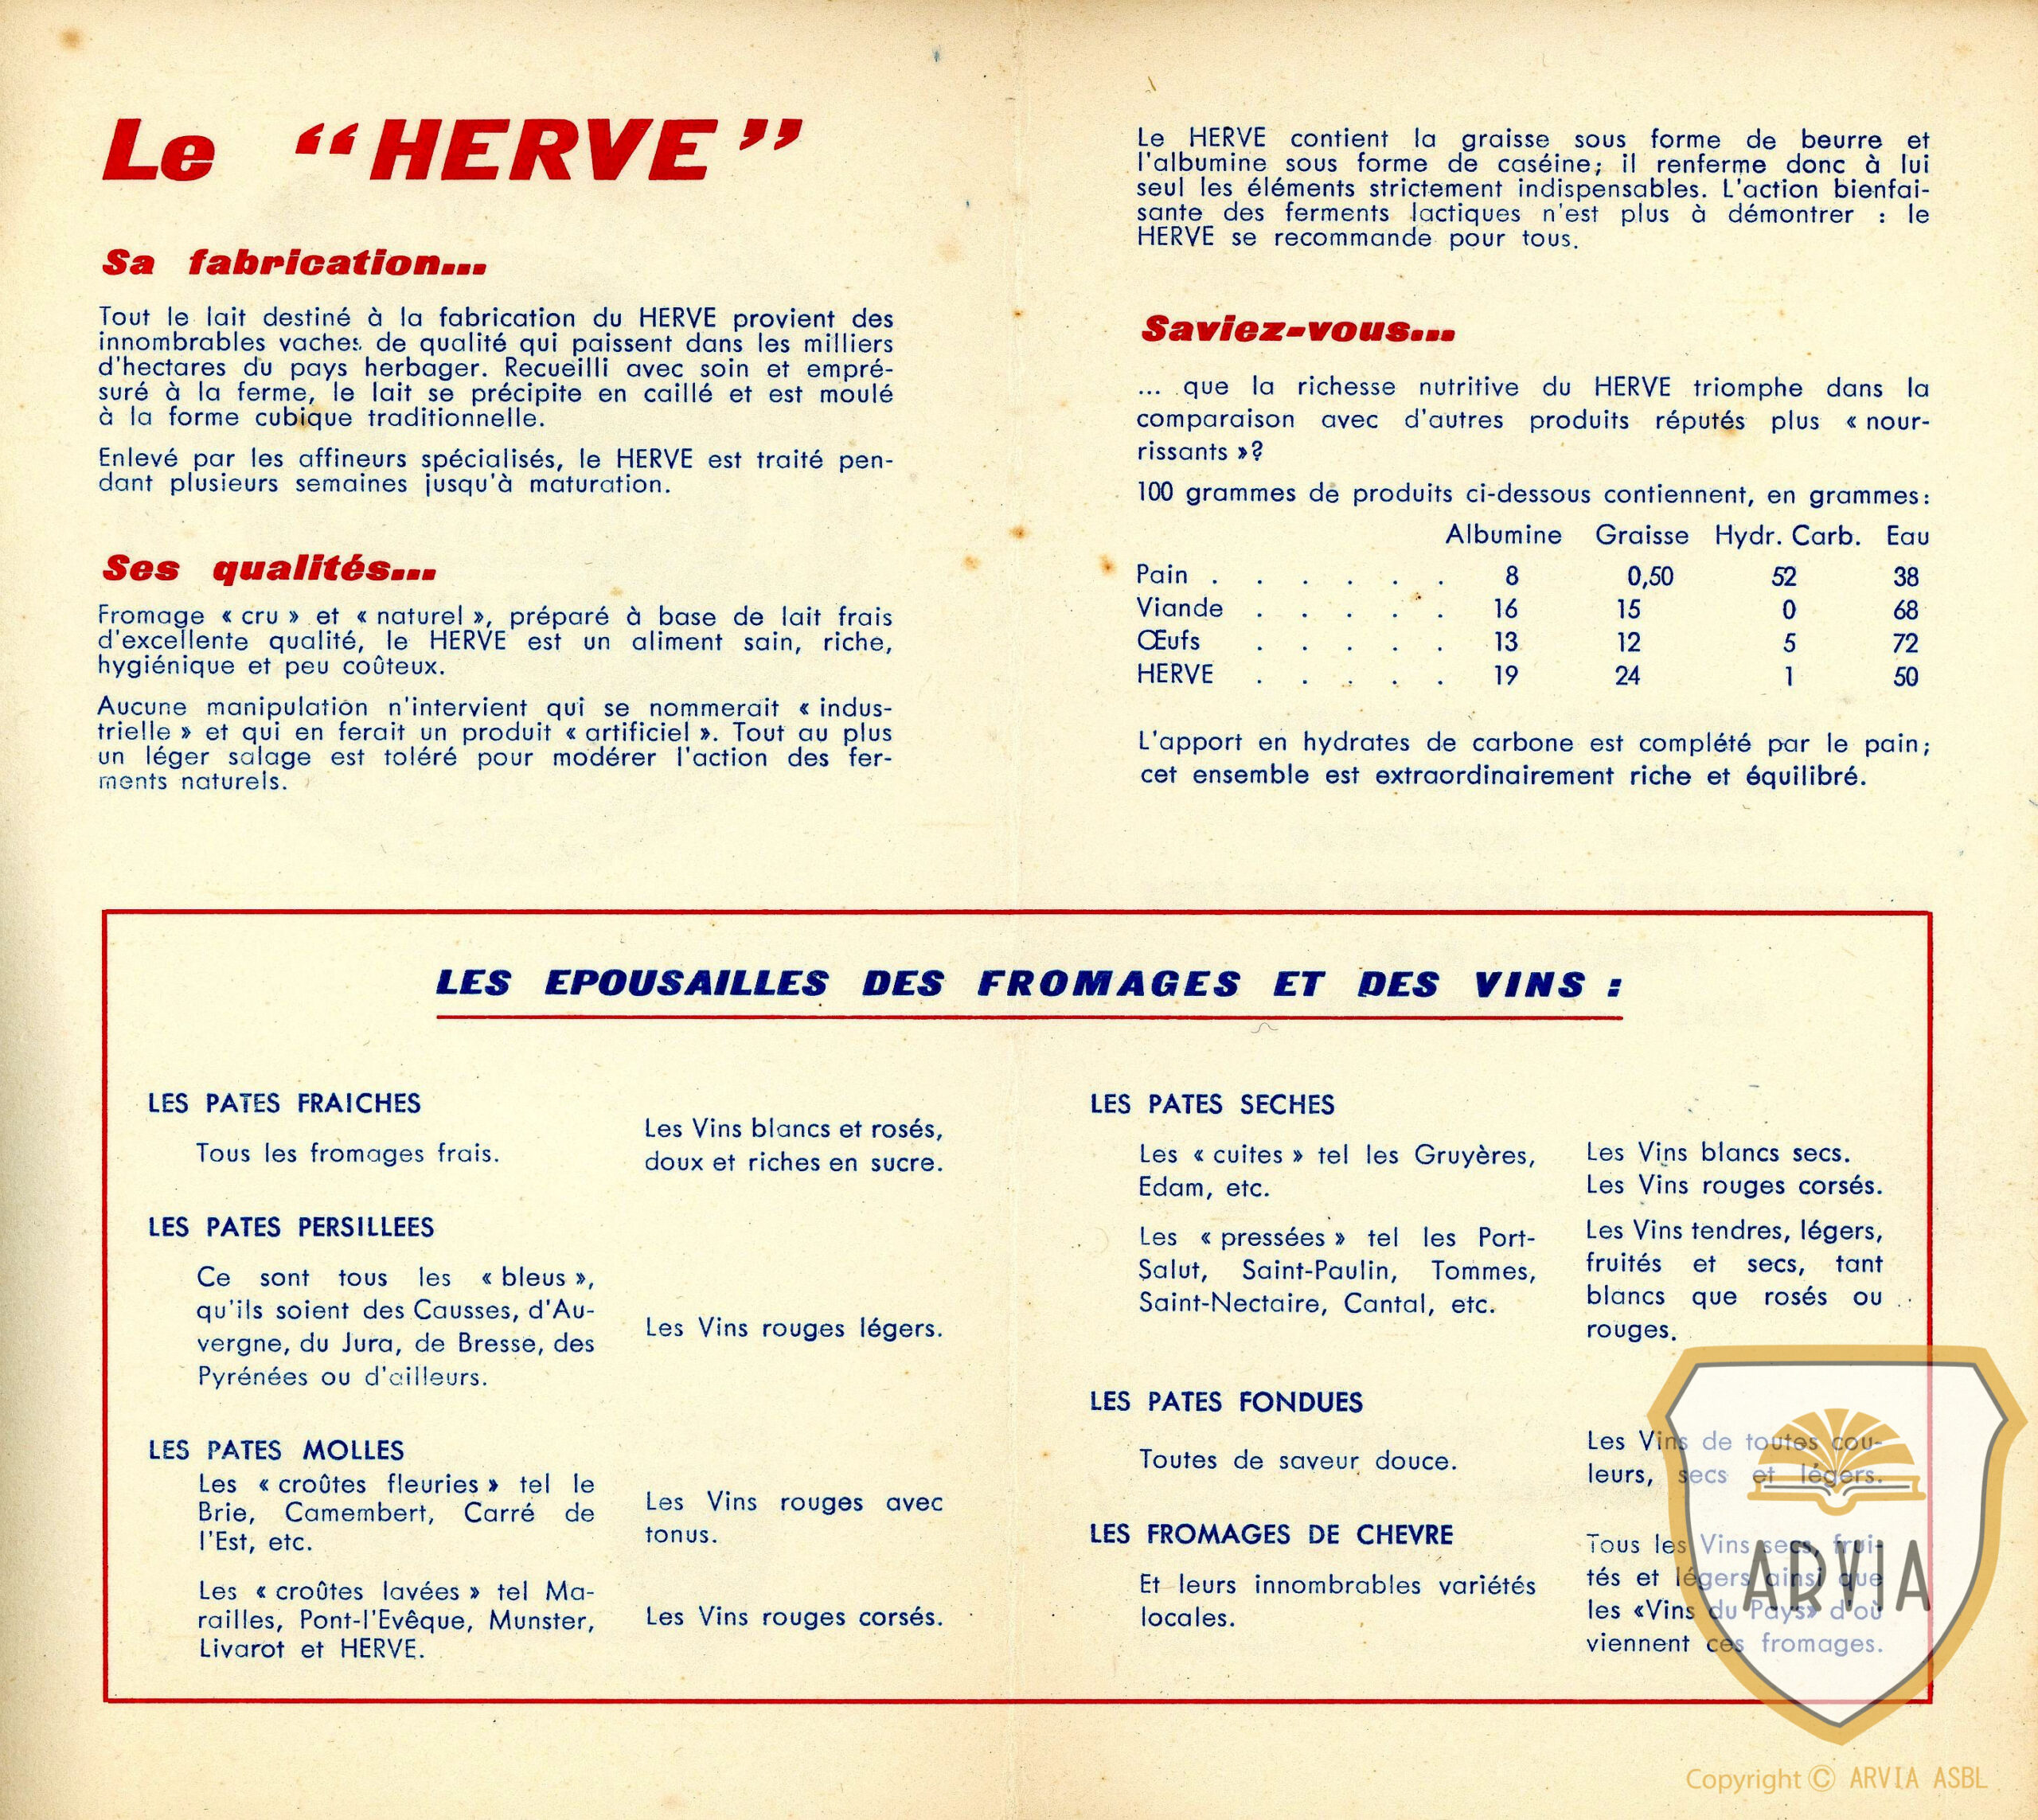 Le “HERVE”
Sa fabrication...
Tout le lait destiné à la fabrication du HERVE provient des
innombrables vaches de qualité qui paissent dans les milliers
d'hectares du pays herbager. Recueilli avec soin et empré-
suré à la ferme, le lait se précipite en caillé et est moulé
à la forme cubique traditionnelle.
Enlevé par les affineurs spécialisés, le HERVE est traité pen-
dant plusieurs semaines jusqu'à maturation.
Ses qualités...
Fromage « cru » et « naturel », préparé à base de lait frais
d'excellente qualité, le HERVE est un aliment sain, riche,
hygiénique et peu coûteux.
Aucune manipulation n'intervient qui se nommerait « indus-
trielle » et qui en ferait un produit « artificiel ». Tout au plus
un léger salage est toléré pour modérer l'action des fer-
ments naturels.
Le HERVE contient la graisse sous forme de beurre et
l'albumine sous forme de caséine; il renferme donc à lui
seul les éléments strictement indispensables. L'action bienfai-
sante des ferments lactiques n'est plus à démontrer : le
HERVE se recommande pour tous.
Saviez-vous...
... que la richesse nutritive du HERVE triomphe dans la
comparaison avec d'autres produits réputés plus « nour-
rissants »?
100 grammes de produits ci-dessous contiennent, en grammes:
Albumine Graisse Hydr. Carb. Eau
Pain . . . . . . 8 0,50 52 38
Viande . . . . . 16 15 0 68
Œufs . . . . . 13 12 5 72
HERVE . . . . . 19 24 1 50
L'apport en hydrates de carbone est complété par le pain;
cet ensemble est extraordinairement riche et équilibré.
LES EPOUSAILLES DES FROMAGES ET DES VINS :
LES PATES FRAICHES
Tous les fromages frais.
Les Vins blancs et rosés,
doux et riches en sucre.
LES PATES PERSILLEES
Ce sont tous les « bleus »,
qu'ils soient des Causses, d'Au-
vergne, du Jura, de Bresse, des
Pyrénées ou d'ailleurs.
Les Vins rouges légers.
LES PATES MOLLES
Les « croûtes fleuries » tel le
Brie, Camembert, Carré de
l'Est, etc.
Les Vins rouges avec
tonus.
Les « croûtes lavées » tel Ma-
railles, Pont-l'Evêque, Munster,
Livarot et HERVE.
Les Vins rouges corsés.
LES PATES SECHES
Les « cuites » tel les Gruyères,
Edam, etc.
Les Vins blancs secs.
Les Vins rouges corsés.
Les « pressées » tel les Port-
Salut, Saint-Paulin, Tommes,
Saint-Nectaire, Cantal, etc.
Les Vins tendres, légers,
fruités et secs, tant
blancs que rosés ou
rouges.
LES PATES FONDUES
Toutes de saveur douce.
Les Vins de toutes cou-
leurs, secs et légers.
LES FROMAGES DE CHEVRE
Et leurs innombrables variétés
locales.
Tous les Vins secs, frui-
tés et légers ainsi que
les «Vins du Pays» d'où
viennent ces fromages.
ARVIA
Copyright © ARVIA ASBL